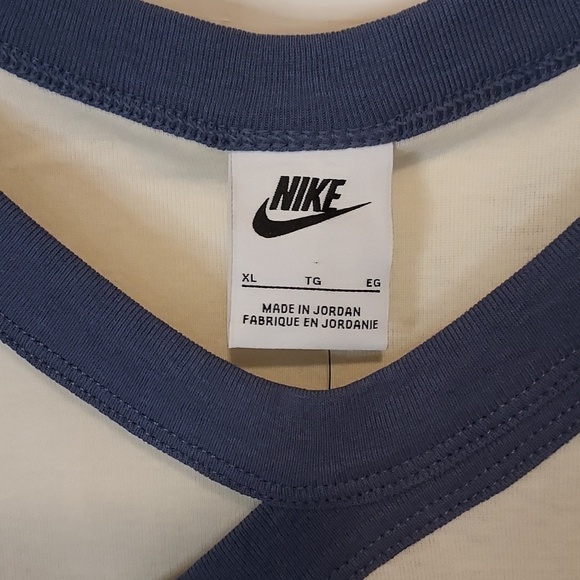 NIKE
XL TG EG
MADE IN JORDAN
FABRIQUE EN JORDANIE